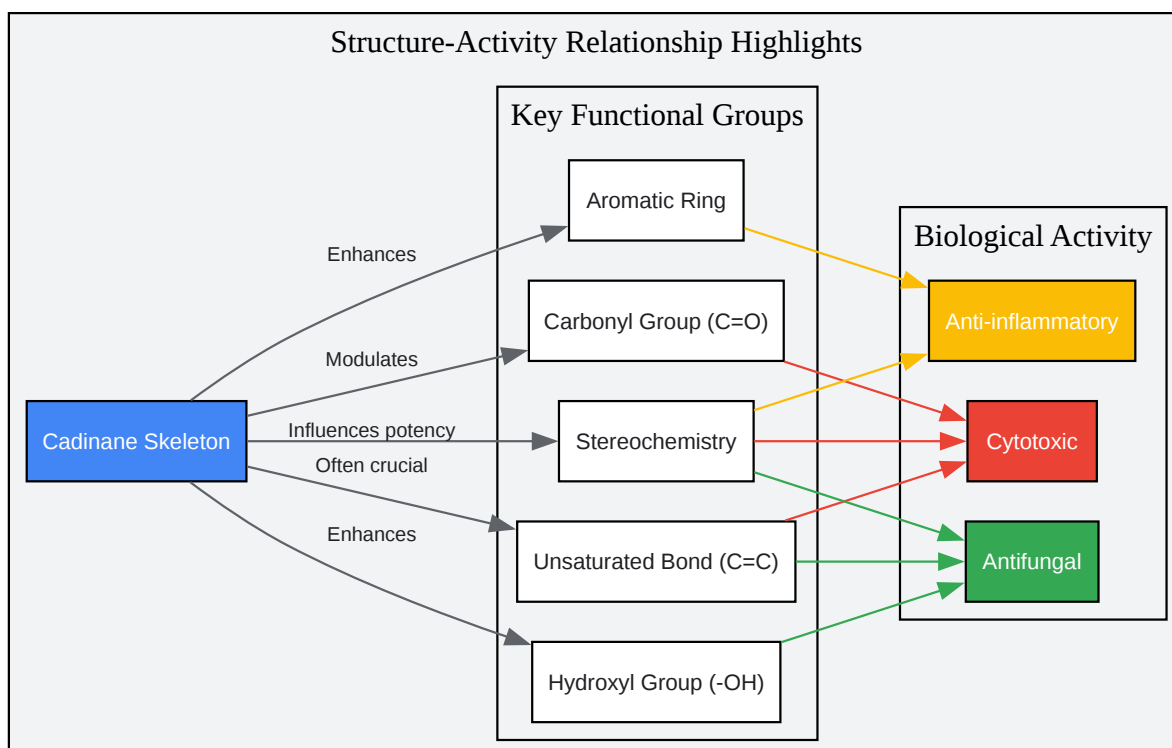 Structure-Activity Relationship Highlights
Key Functional Groups
Biological Activity
Aromatic Ring
Enhances
Carbonyl Group (C=O)
Anti-inflammatory
Modulates
Cadinane Skeleton
Influences potency
Stereochemistry
Cytotoxic
Often crucial
Enhances
Unsaturated Bond (C=C)
Antifungal
Hydroxyl Group (-OH)